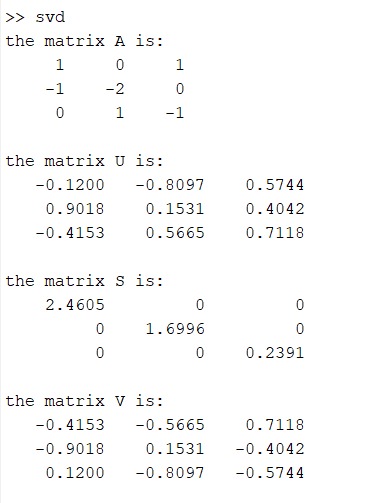 >> svd
the matrix A is:
1 0 1
-1 -2 0
0 1 -1
the matrix U is:
-0.1200 -0.8097 0.5744
0.9018 0.1531 0.4042
-0.4153 0.5665 0.7118
the matrix S is:
2.4605 0 0
0 1.6996 0
0 0 0.2391
the matrix V is:
-0.4153 -0.5665 0.7118
-0.9018 0.1531 -0.4042
0.1200 -0.8097 -0.5744